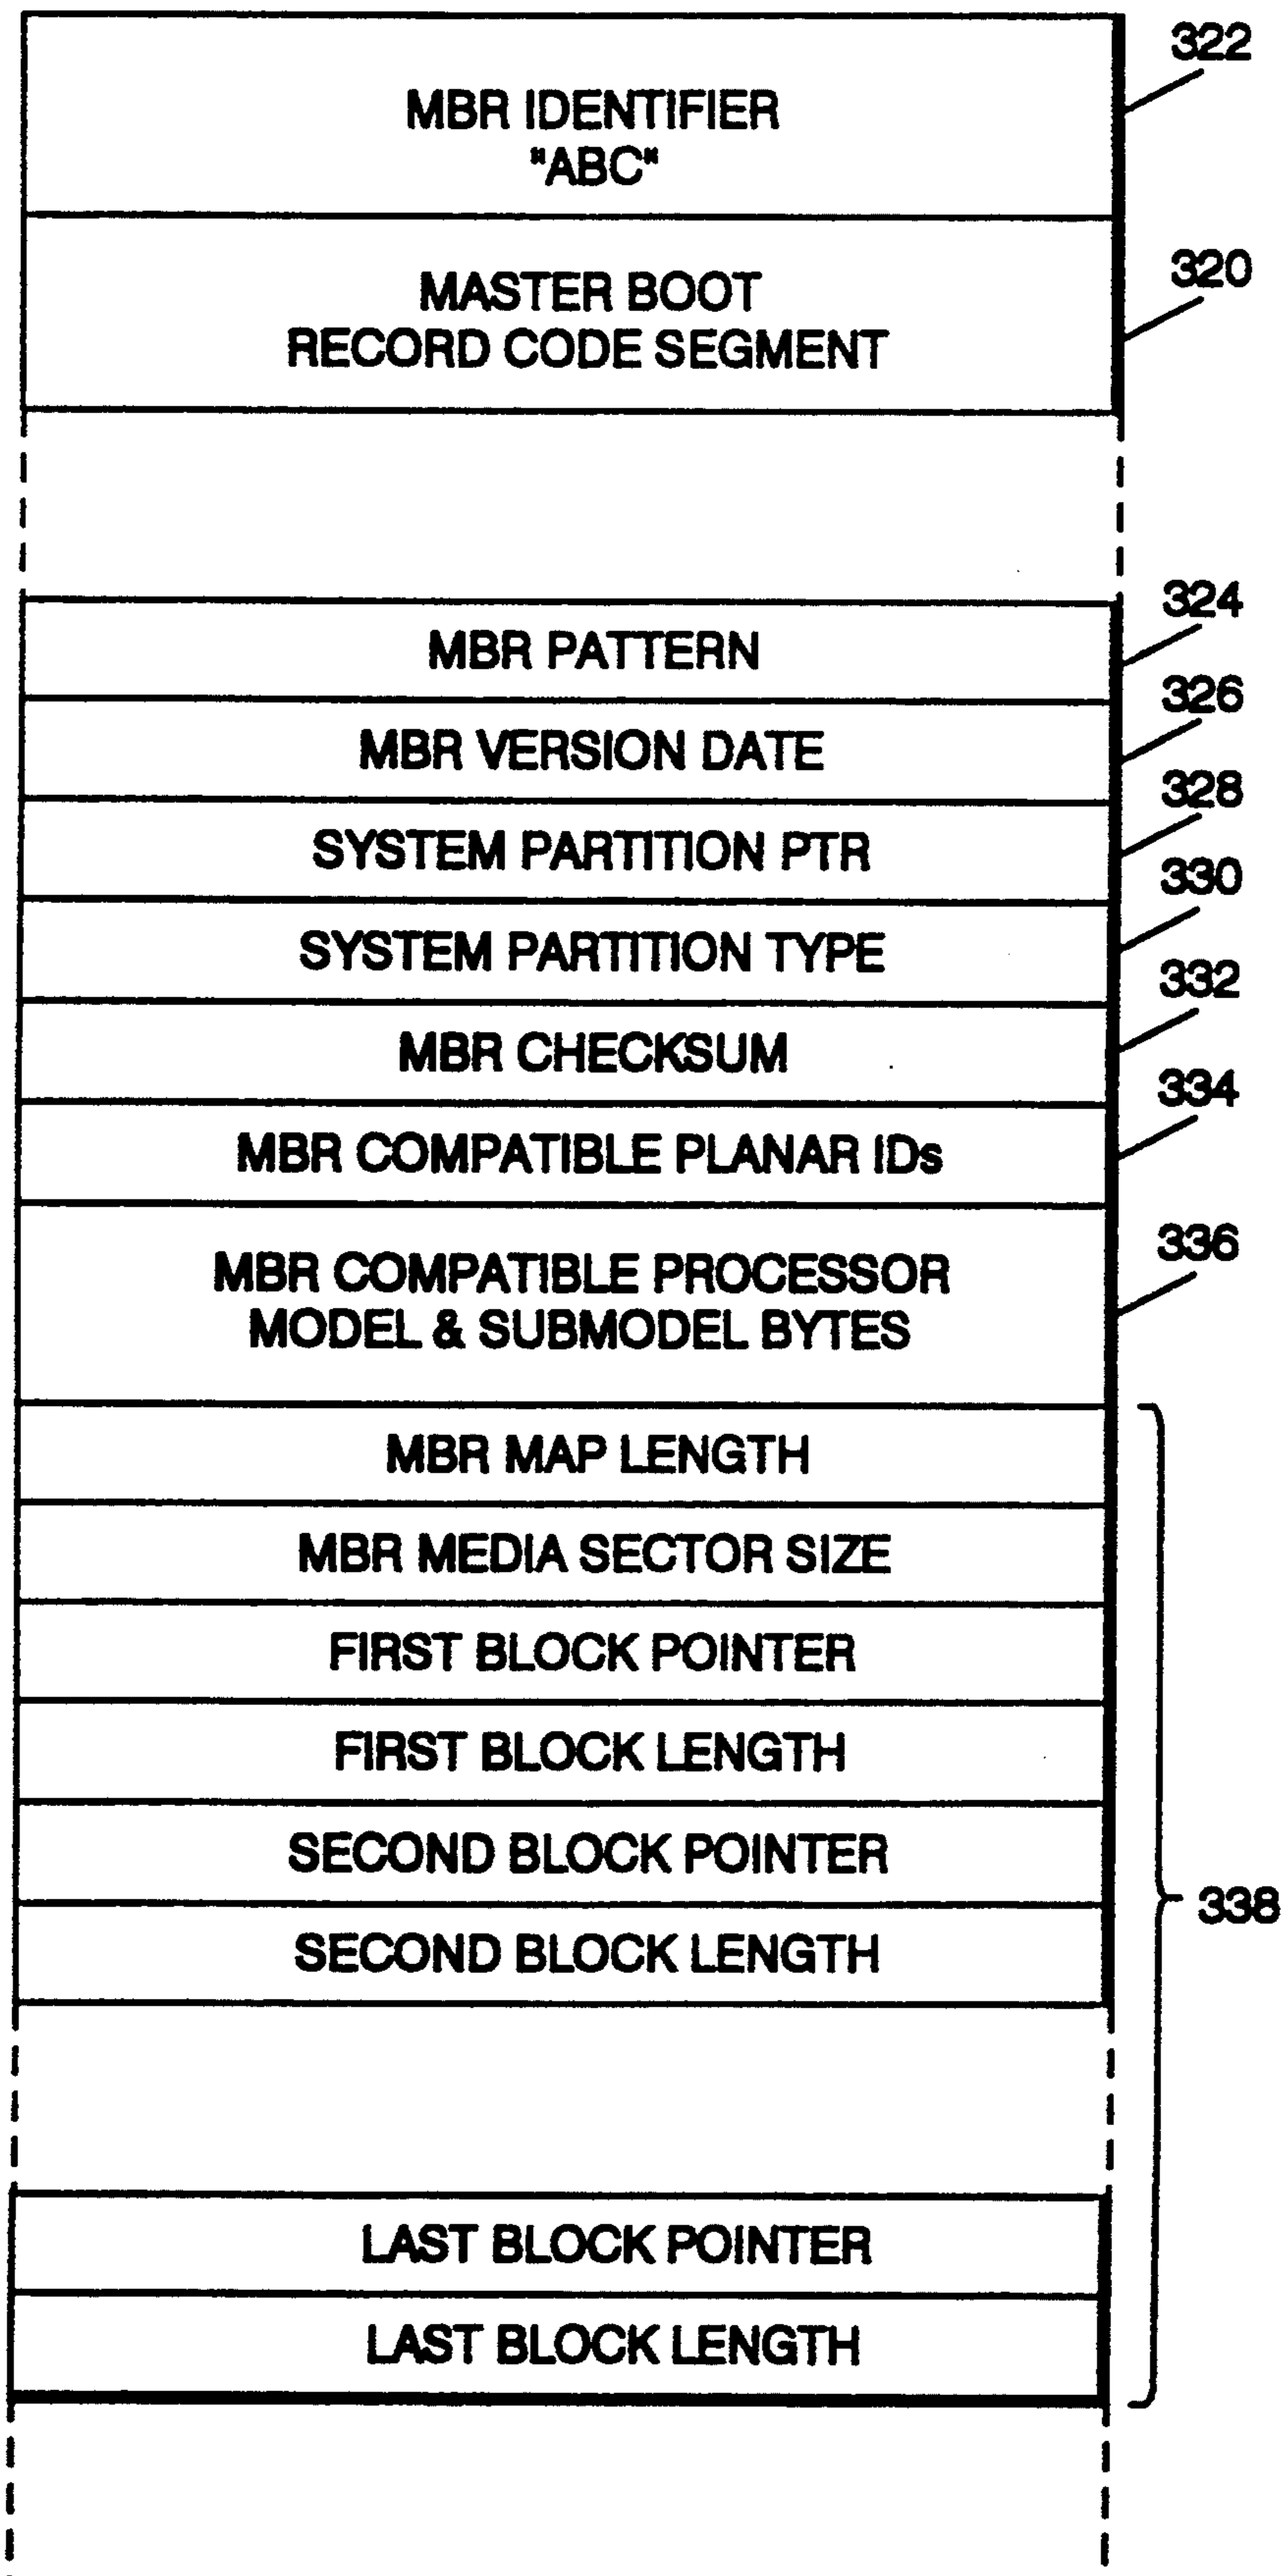 322
MBR IDENTIFIER
"ABC"
320
MASTER BOOT
RECORD CODE SEGMENT
324
MBR PATTERN
326
MBR VERSION DATE
328
SYSTEM PARTITION PTR
330
SYSTEM PARTITION TYPE
332
MBR CHECKSUM
334
MBR COMPATIBLE PLANAR IDs
336
MBR COMPATIBLE PROCESSOR
MODEL & SUBMODEL BYTES
MBR MAP LENGTH
MBR MEDIA SECTOR SIZE
FIRST BLOCK POINTER
FIRST BLOCK LENGTH
SECOND BLOCK POINTER
338
SECOND BLOCK LENGTH
LAST BLOCK POINTER
LAST BLOCK LENGTH